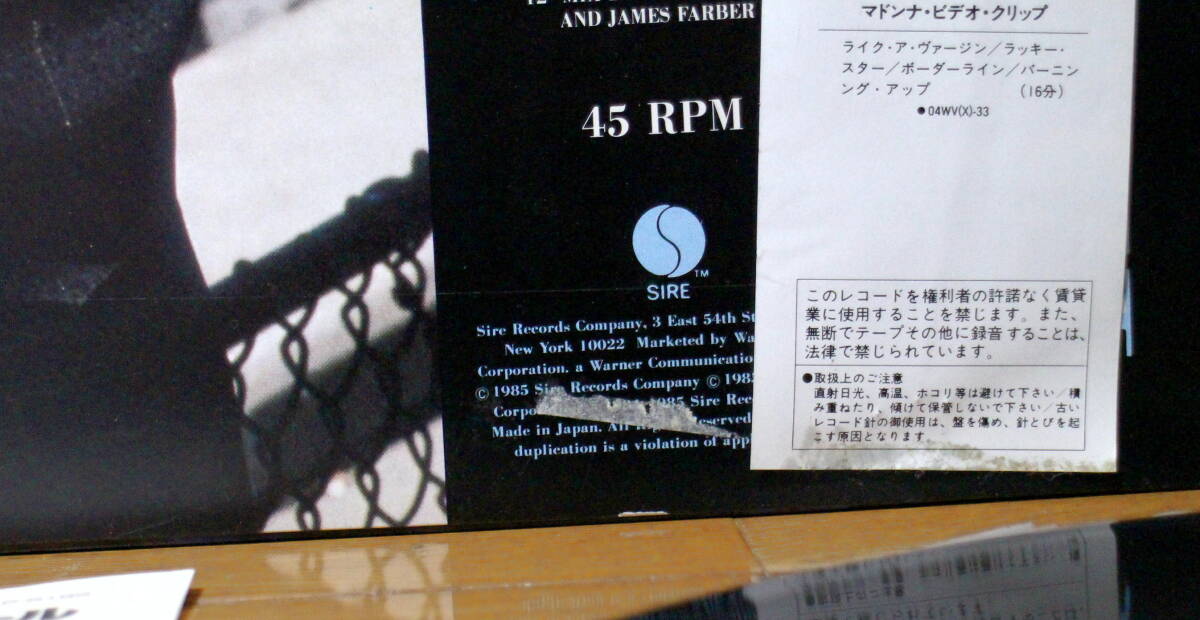 AND JAMES FARBER
45 RPM
TM
SIRE
Sire Records Company, 3 East 54th
New York 10022 Marketed by
Corporation. a Warner
© 1985 Sire Records Company ©
1985 Sire
Made in Japan. All
duplication is a violation of
マドンナ・ビデオ・クリップ
ライク・ア・ヴァージン／ラッキー・
スター／ボーダーライン／バーニン
ング・アップ (16分)
●04WV(X)-33
このレコードを権利者の許諾なく賃貸
業に使用することを禁じます。また、
無断でテープその他に録音することは、
法律で禁じられています。
●取扱上のご注意
直射日光、高温、ホコリ等は避けて下さい／積
み重ねたり、傾けて保管しないで下さい／古い
レコード針の御使用は、盤を傷め、針とびを起
こす原因となります